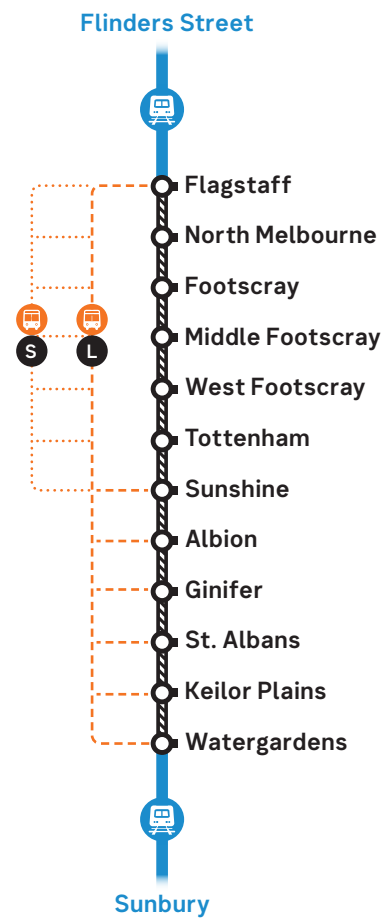 Flinders Street
Flagstaff
North Melbourne
Footscray
Middle Footscray
S L
West Footscray
Tottenham
Sunshine
Albion
Ginifer
St. Albans
Keilor Plains
Watergardens
Sunbury